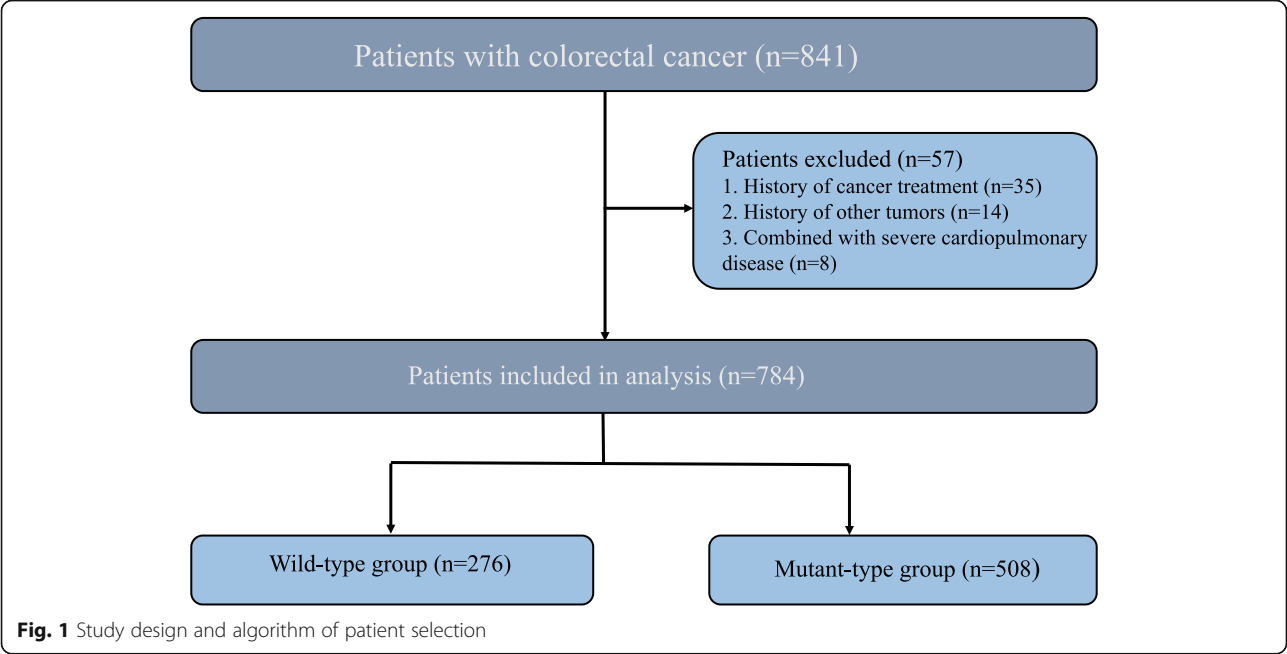 Patients with colorectal cancer (n=841)
Patients excluded (n=57)
1. History of cancer treatment (n=35)
2. History of other tumors (n=14)
3. Combined with severe cardiopulmonary
disease (n=8)
Patients included in analysis (n=784)
Wild-type group (n=276)
Mutant-type group (n=508)
Fig. 1 Study design and algorithm of patient selection